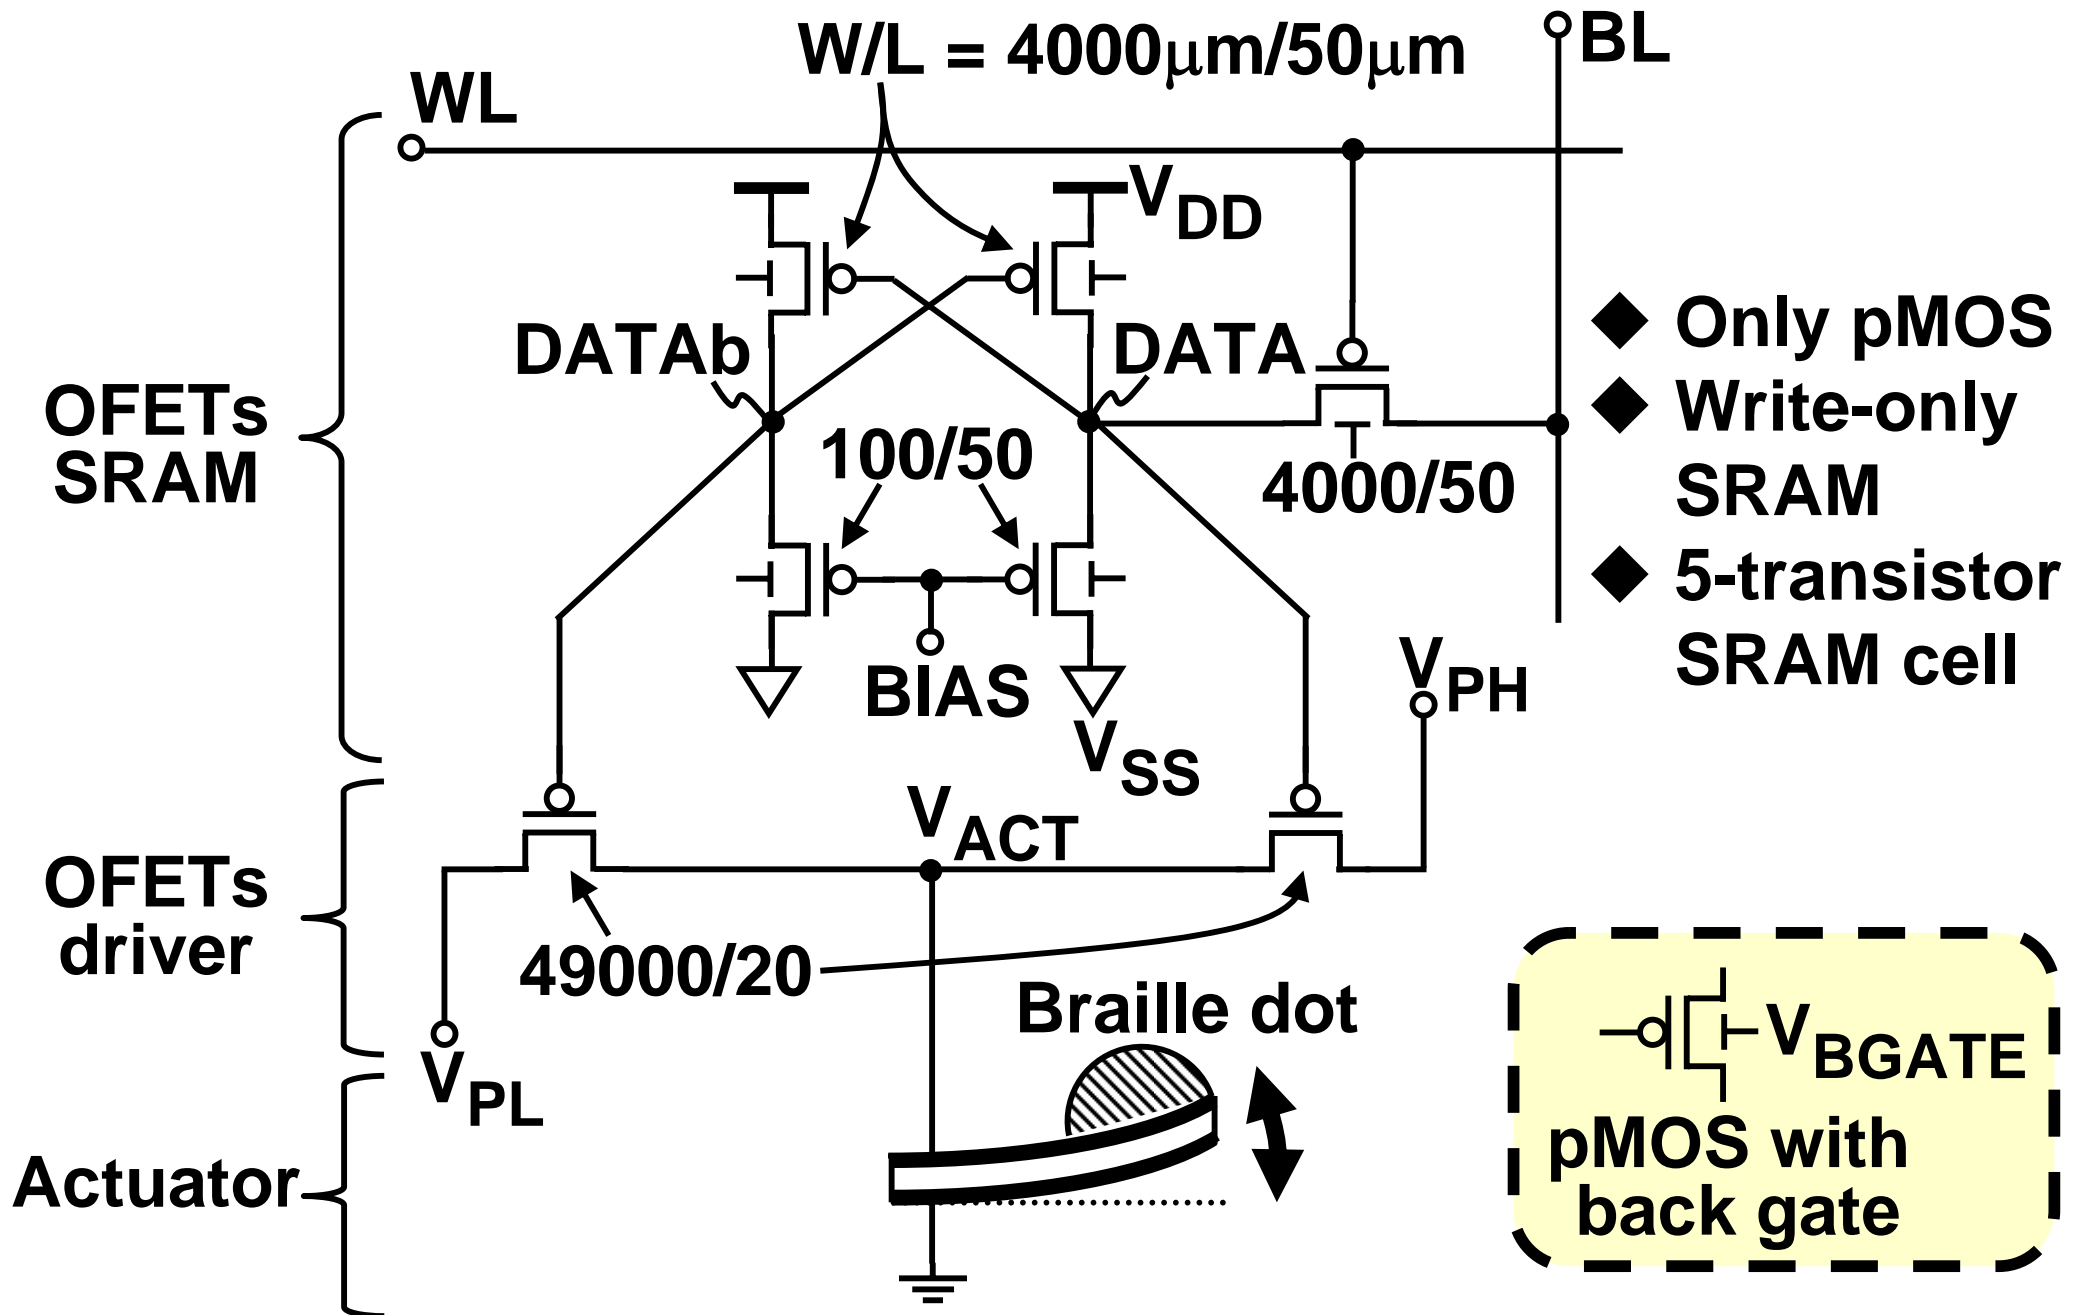 W/L = 4000μm/50μm
BL
WL
V_DD
DATAb
DATA
◆ Only pMOS
◆ Write-only
SRAM
◆ 5-transistor
SRAM cell
OFETs
SRAM
100/50
4000/50
BIAS
V_SS
V_PH
V_ACT
OFETs
driver
49000/20
V_PL
Braille dot
Actuator
V_BGATE
pMOS with
back gate